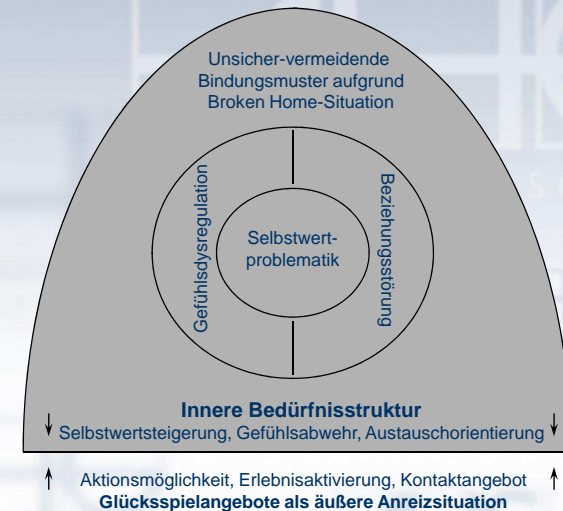 Unsicher-vermeidende
Bindungsmuster aufgrund
Broken Home-Situation
Gefühlsdysregulation
Selbstwert-
problematik
Beziehungsstörung
Innere Bedürfnisstruktur
Selbstwertsteigerung, Gefühlsabwehr, Austauschorientierung
Aktionsmöglichkeit, Erlebnisaktivierung, Kontaktangebot
Glücksspielangebote als äußere Anreizsituation